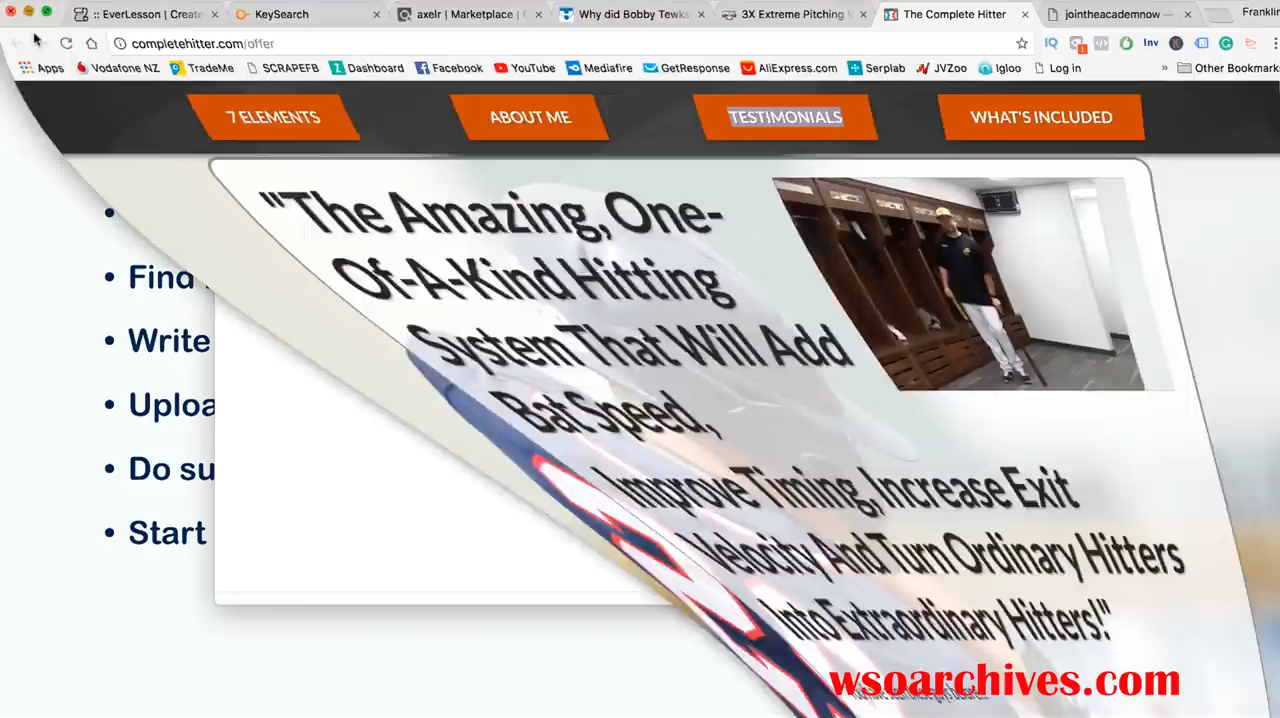 :: EverLesson | Create
KeySearch
axelr | Marketplace |
Why did Bobby Tewks
3X Extreme Pitching
The Complete Hitter
jointheacademnow —
Frankli
completehitter.com/offer
IQ
1
Inv
Apps
Vodafone NZ
TradeMe
SCRAPEFB
Dashboard
Facebook
YouTube
Mediafire
GetResponse
AliExpress.com
Serplab
JVZoo
Igloo
Log in
»
Other Bookmarks
7 ELEMENTS
ABOUT ME
TESTIMONIALS
WHAT'S INCLUDED
"The Amazing, One-
Of-A-Kind Hitting
System That Will Add
Bat Speed,
Improve Timing, Increase Exit
Velocity And Turn Ordinary Hitters
Into Extraordinary Hitters!"
• Find
• Write
• Uploa
• Do su
• Start
wsoarchives.com